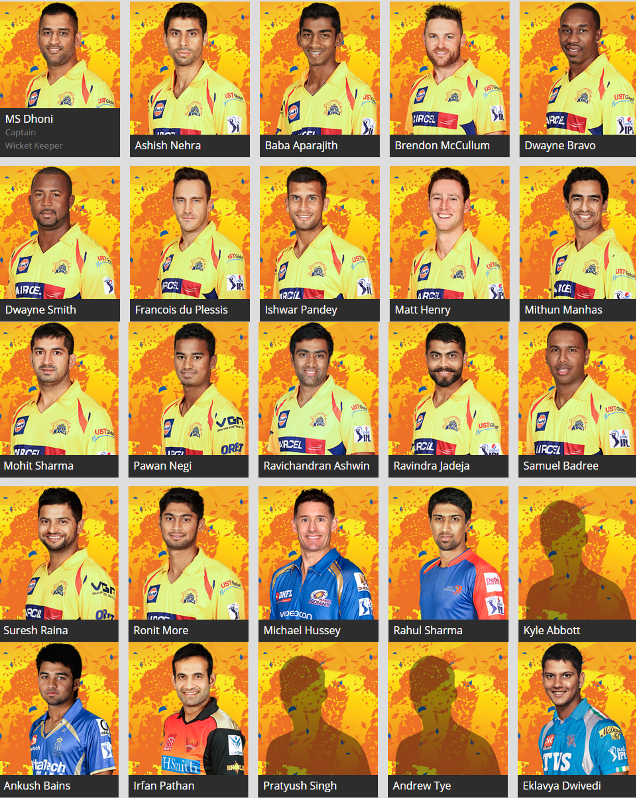 MS Dhoni
Captain
Wicket Keeper
Ashish Nehra
Baba Aparajith
Brendon McCullum
Dwayne Bravo
Dwayne Smith
Francois du Plessis
Ishwar Pandey
Matt Henry
Mithun Manhas
Mohit Sharma
Pawan Negi
Ravichandran Ashwin
Ravindra Jadeja
Samuel Badree
Suresh Raina
Ronit More
Michael Hussey
Rahul Sharma
Kyle Abbott
Ankush Bains
Irfan Pathan
Pratyush Singh
Andrew Tye
Eklavya Dwivedi